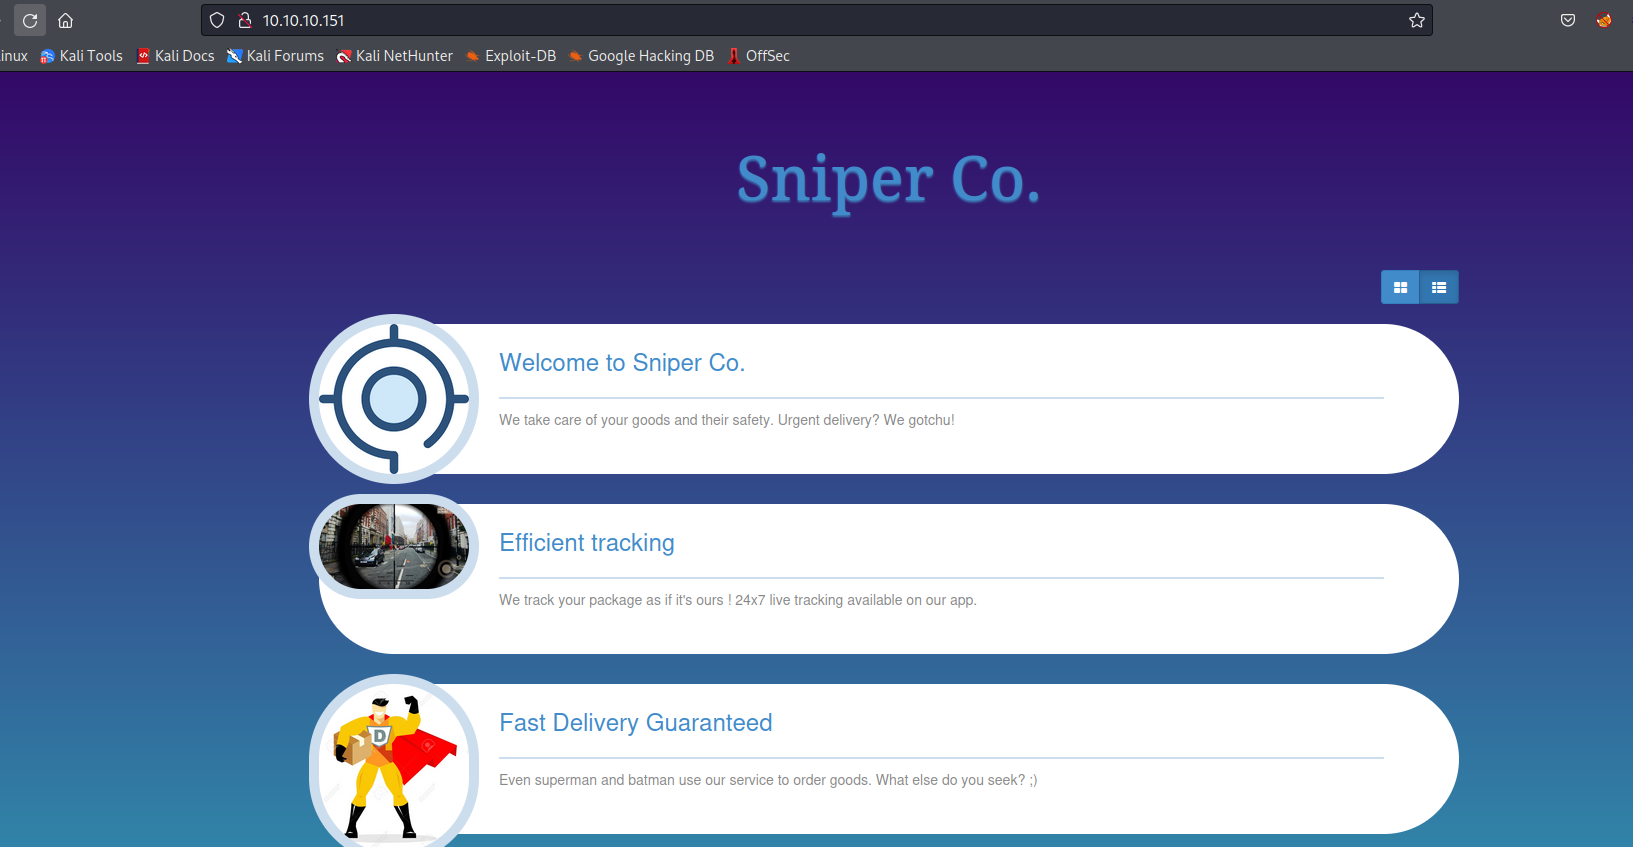 10.10.10.151
inux Kali Tools Kali Docs Kali Forums Kali NetHunter Exploit-DB Google Hacking DB OffSec
Sniper Co.
Welcome to Sniper Co.
We take care of your goods and their safety. Urgent delivery? We gotchu!
Efficient tracking
We track your package as if it's ours ! 24x7 live tracking available on our app.
D
Fast Delivery Guaranteed
Even superman and batman use our service to order goods. What else do you seek? ;)